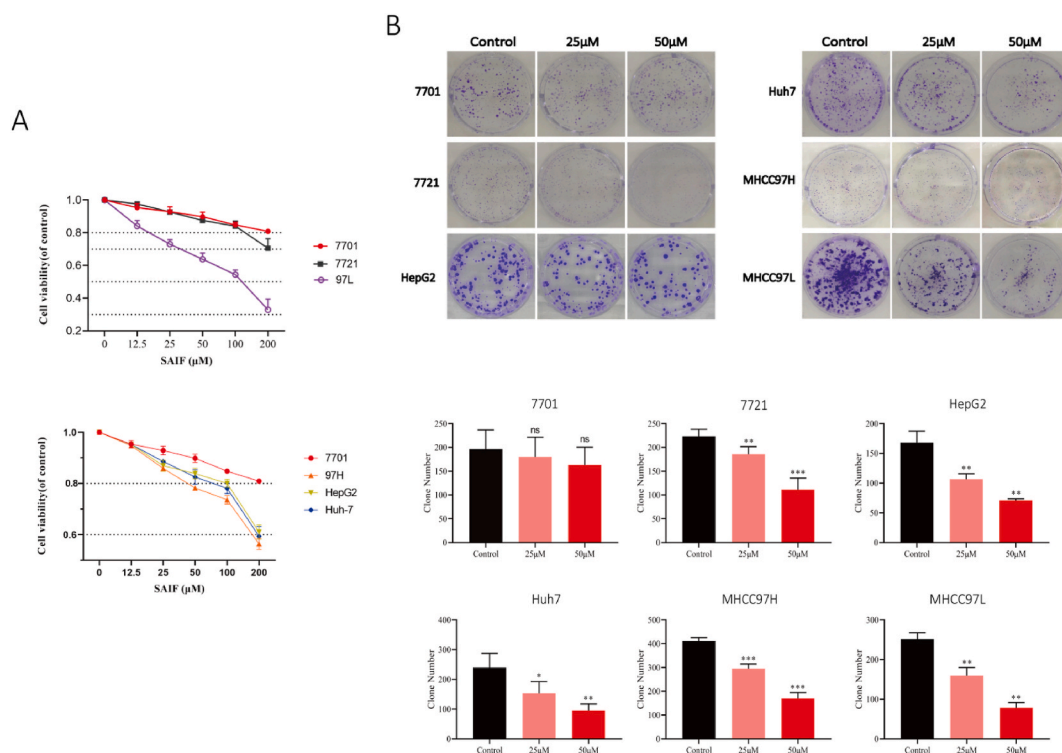 A
Cell viability(of control)
1.0
0.8
0.6
0.4
0.2
0 12.5 25 50 100 200
SAIF (μM)
7701
7721
97L
Cell viability(of control)
1.0
0.8
0.6
0 12.5 25 50 100 200
SAIF (μM)
7701
97H
HepG2
Huh-7
B
Control 25μM 50μM
7701
7721
HepG2
Control 25μM 50μM
Huh7
MHCC97H
MHCC97L
7701
Clone Number
250
200
150
100
50
0
ns ns
Control 25μM 50μM
7721
Clone Number
250
200
150
100
50
0
** ***
Control 25μM 50μM
HepG2
Clone Number
200
150
100
50
0
** **
Control 25μM 50μM
Huh7
Clone Number
400
300
200
100
0
* **
Control 25μM 50μM
MHCC97H
Clone Number
500
400
300
200
100
0
*** ***
Control 25μM 50μM
MHCC97L
Clone Number
300
200
100
0
** **
Control 25μM 50μM